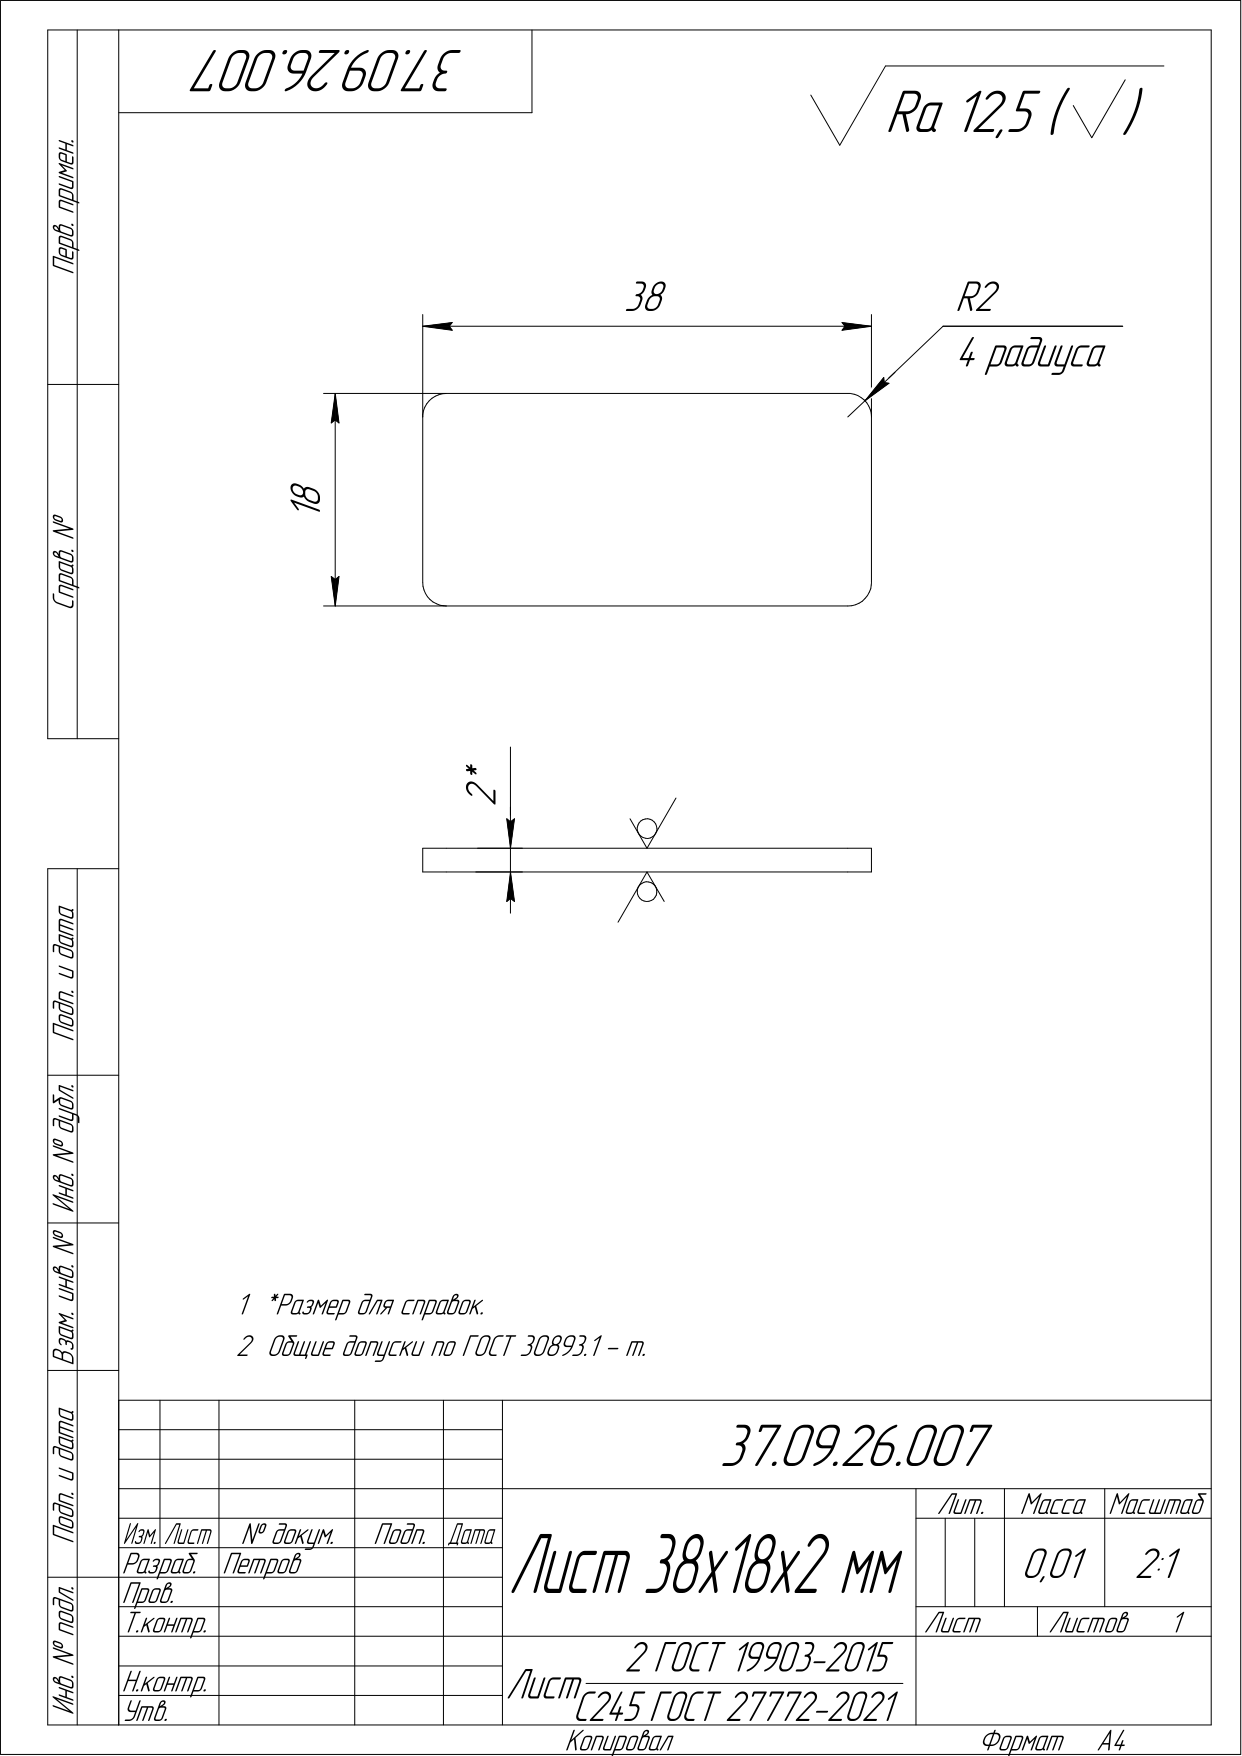 37.09.26.007
Ra 12,5 (√)
Перв. примен.
38
R2
4 радиуса
18
Справ. №
2*
Подп. и дата
Инв. № дубл.
Взам. инв. №
Подп. и дата
Инв. № подл.
1 *Размер для справок.
2 Общие допуски по ГОСТ 30893.1 – m.
37.09.26.007
Лит. Масса Масштаб
Изм. Лист № докум. Подп. Дата
Разраб. Петров
Пров.
Т.контр.
Н.контр.
Утв.
Лист 38х18х2 мм
0,01 2:1
Лист Листов 1
Лист 2 ГОСТ 19903-2015
С245 ГОСТ 27772-2021
Копировал Формат А4